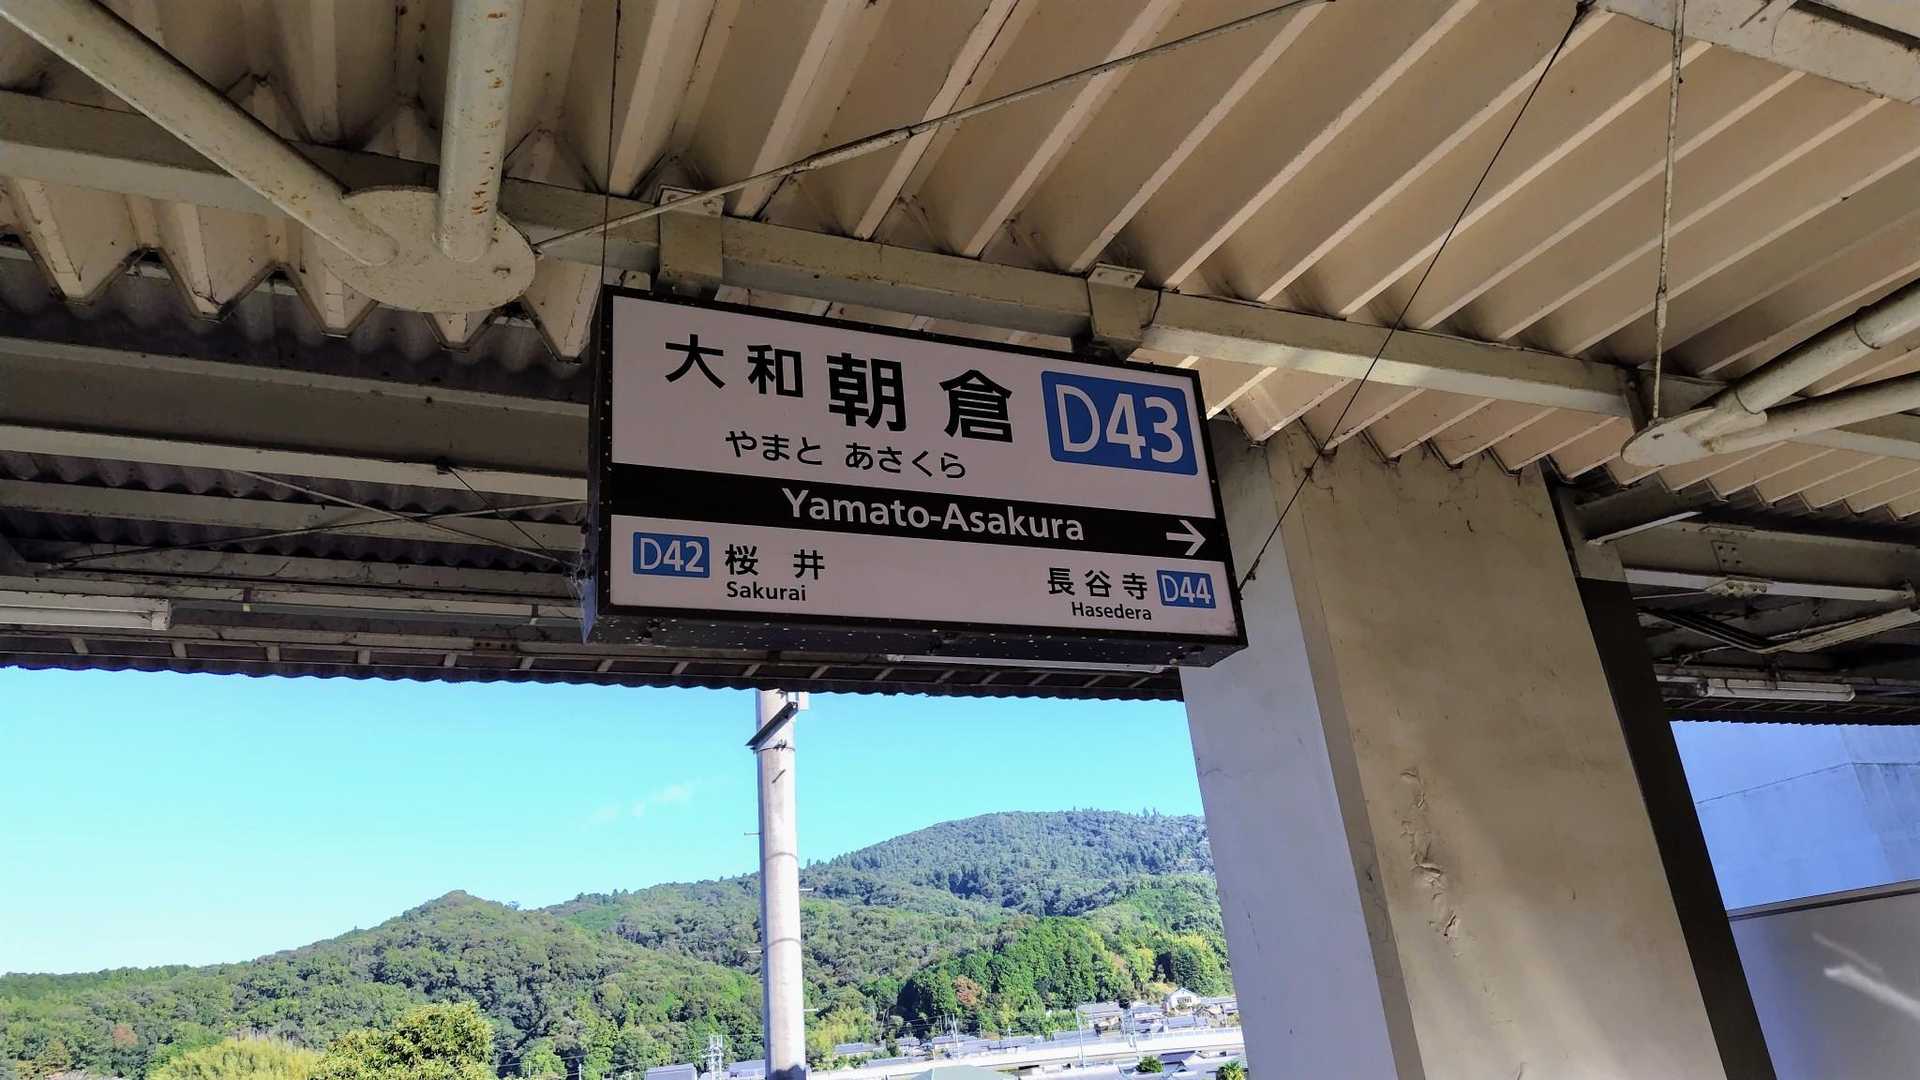 大和朝倉 D43
やまと あさくら
Yamato-Asakura →
D42 桜井 長谷寺 D44
Sakurai Hasedera